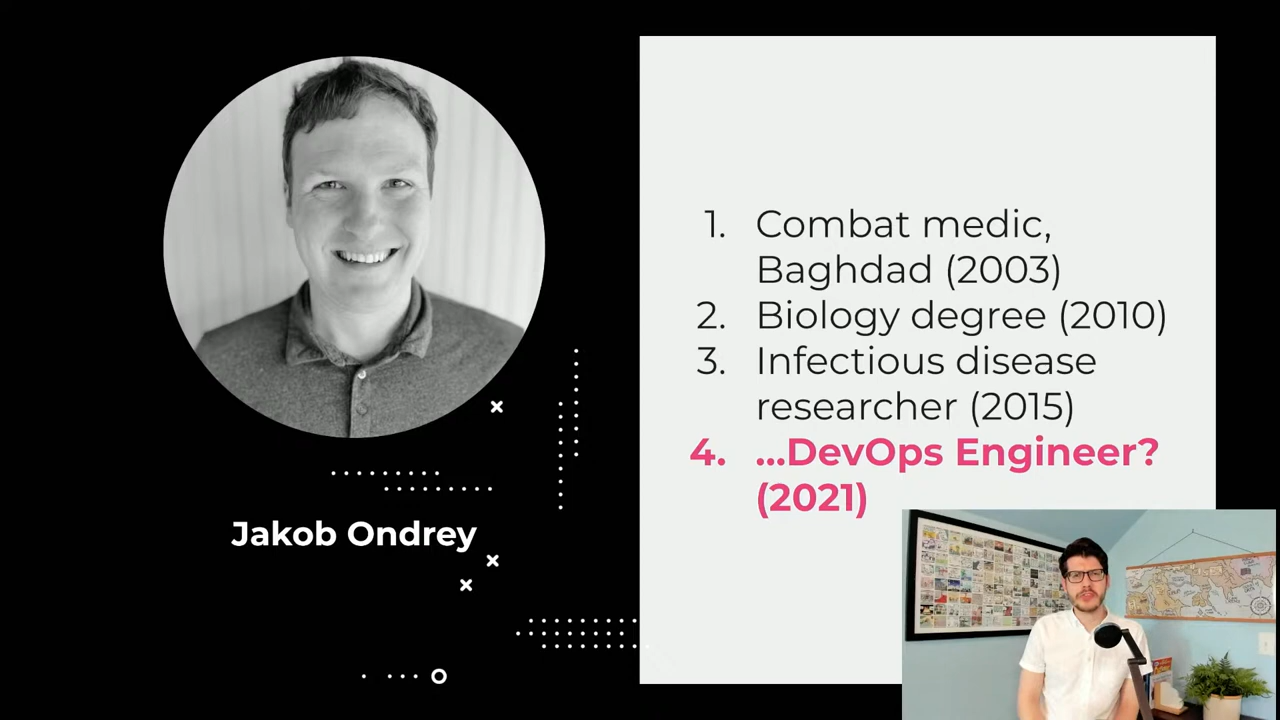 1. Combat medic,
Baghdad (2003)
2. Biology degree (2010)
3. Infectious disease
researcher (2015)
4. ...DevOps Engineer?
(2021)
Jakob Ondrey